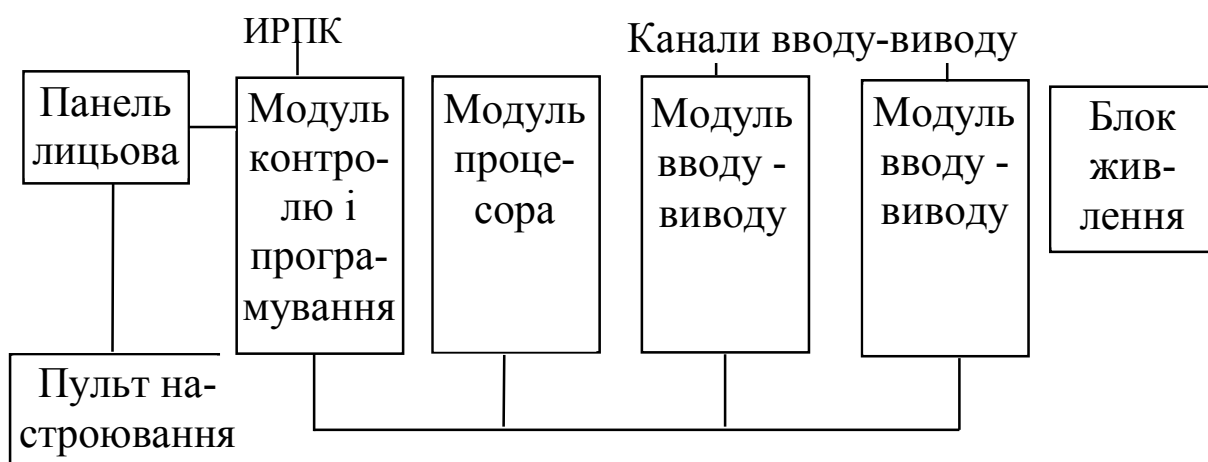 ИРПК
Канали вводу-виводу
Панель
лицьова
Модуль
контро-
лю і
програ-
мування
Модуль
проце-
сора
Модуль
вводу -
виводу
Модуль
вводу -
виводу
Блок
жив-
лення
Пульт на-
строювання